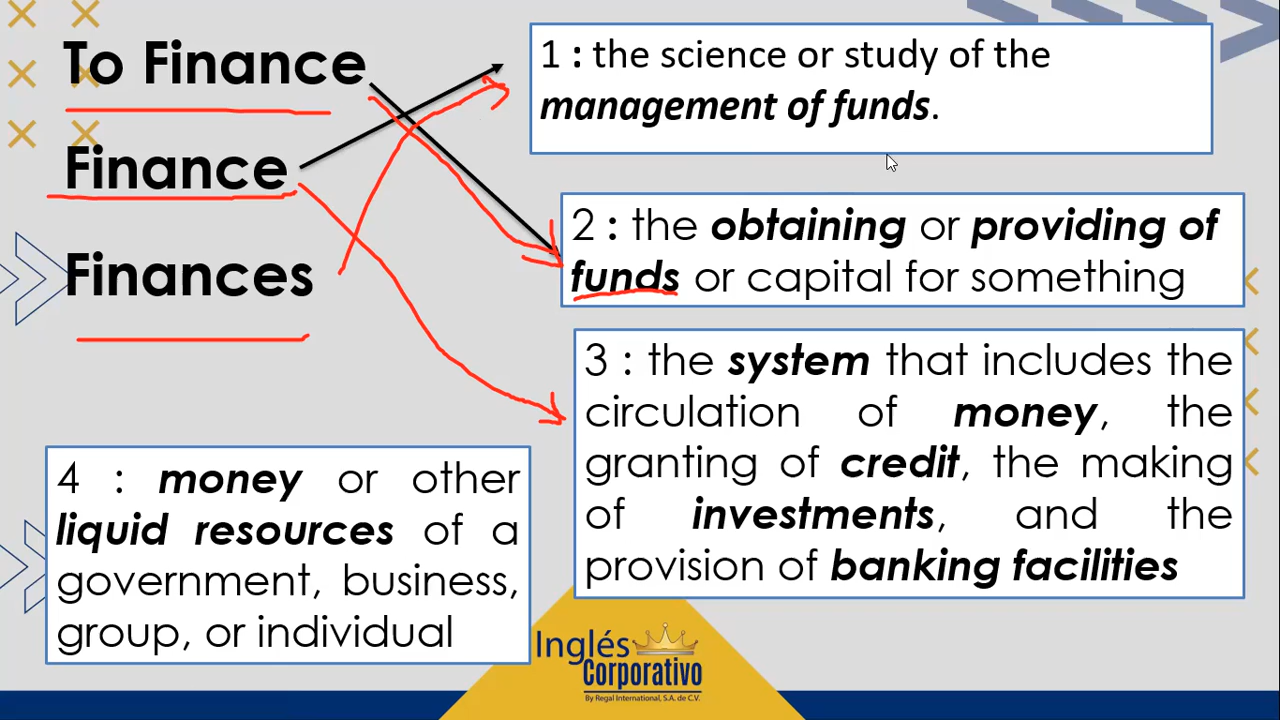 To Finance
Finance
Finances
1 : the science or study of the
management of funds.
2 : the obtaining or providing of
funds or capital for something
3 : the system that includes the
circulation of money, the
granting of credit, the making
of investments, and the
provision of banking facilities
4 : money or other
liquid resources of a
government, business,
group, or individual
Inglés
Corporativo
By Regal International, S.A. de C.V.